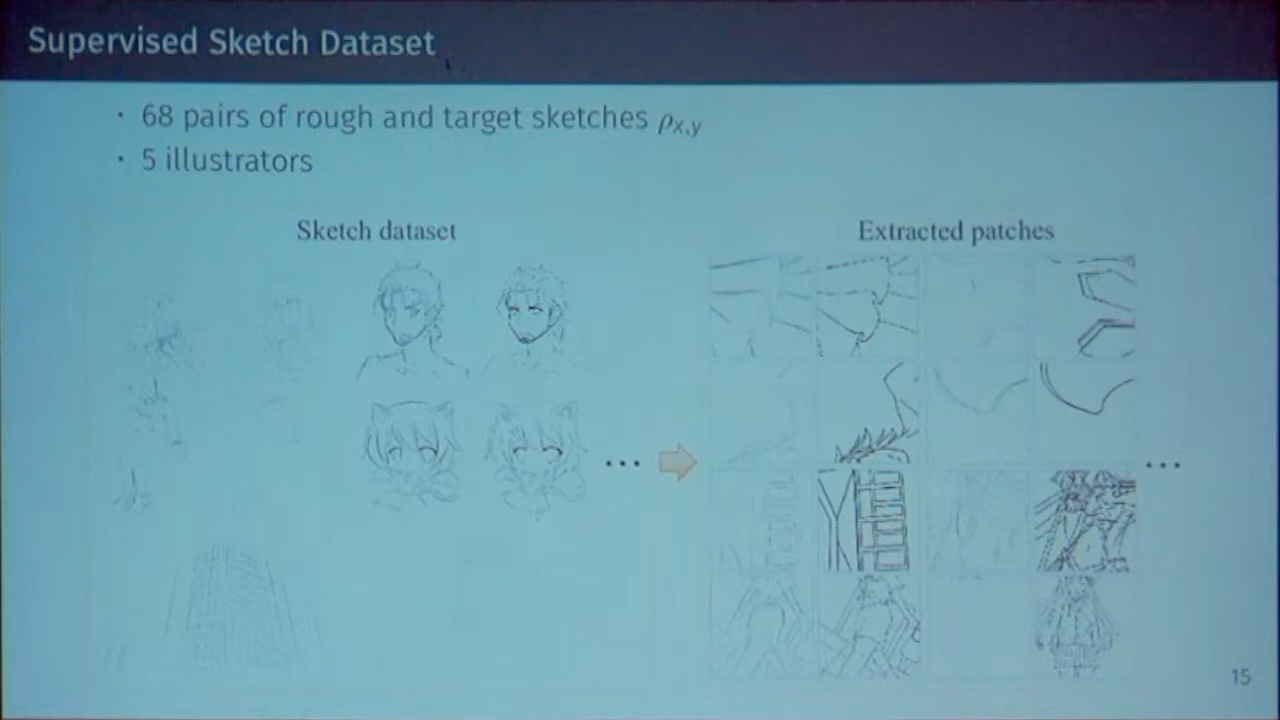 Supervised Sketch Dataset
· 68 pairs of rough and target sketches ρx,y
· 5 illustrators
Sketch dataset
Extracted patches
...
...
15